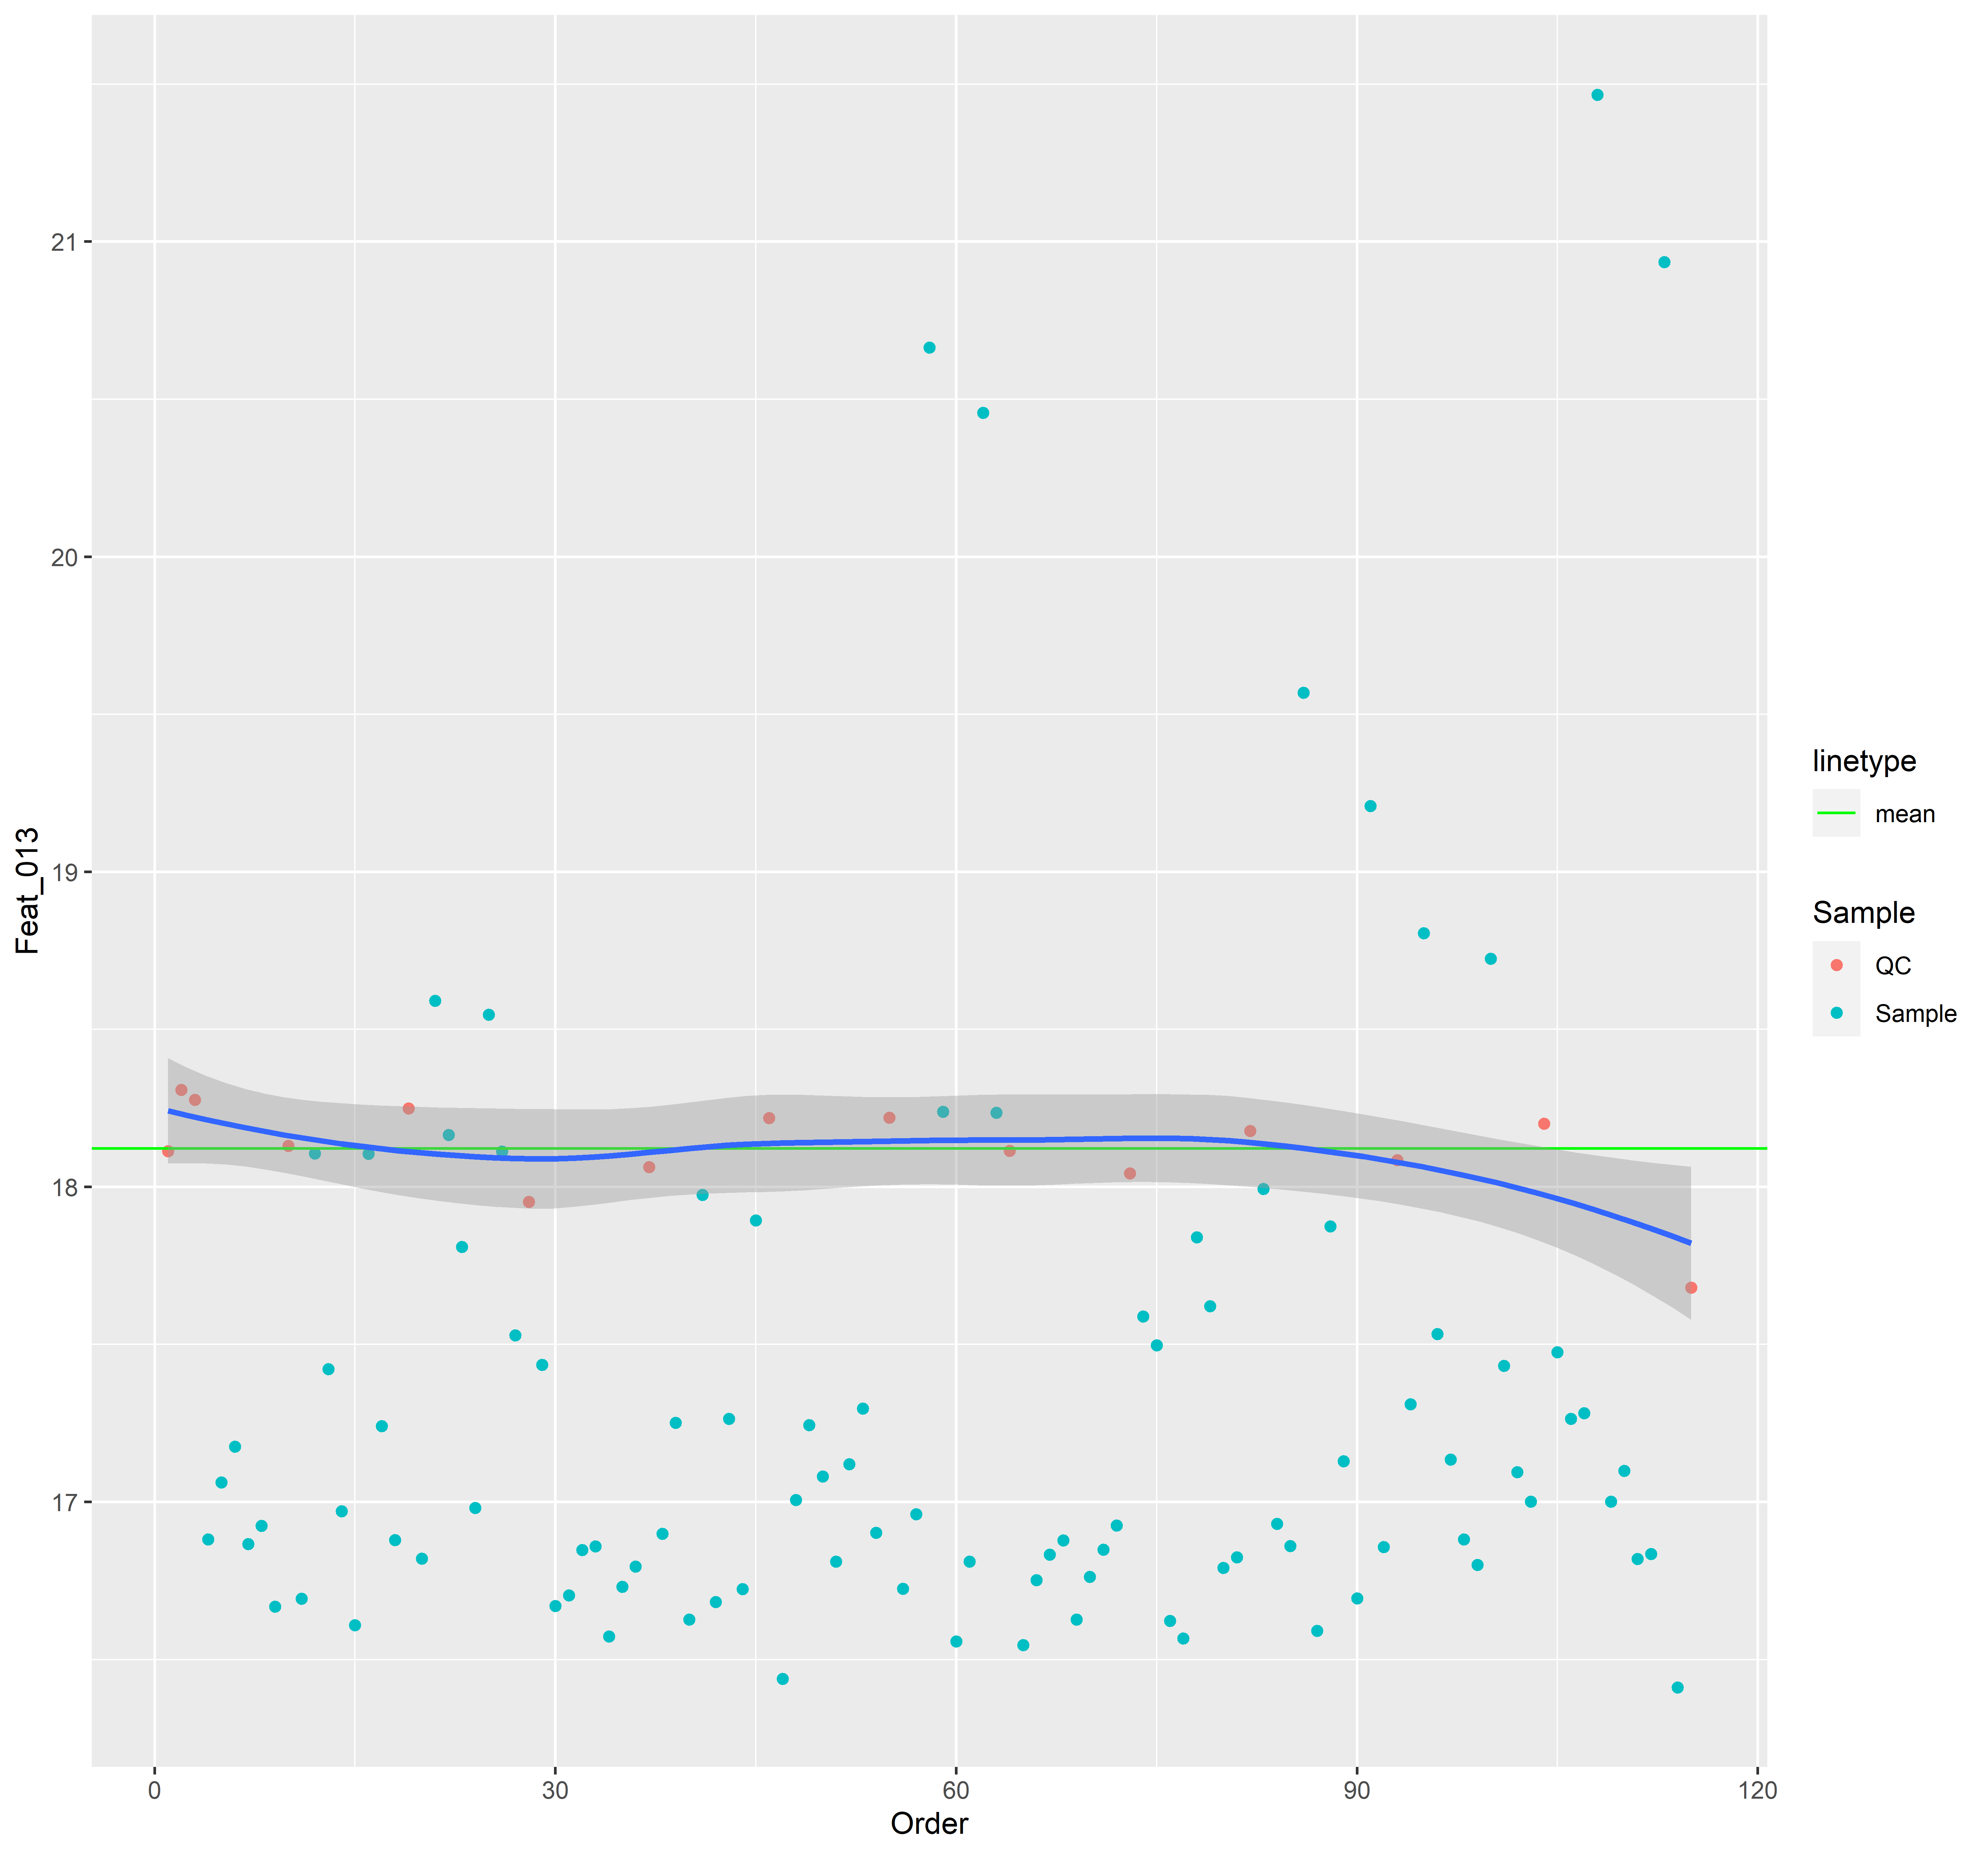 Feat_013
21
20
19
18
17
0 30 60 90 120
Order
linetype
mean
Sample
QC
Sample